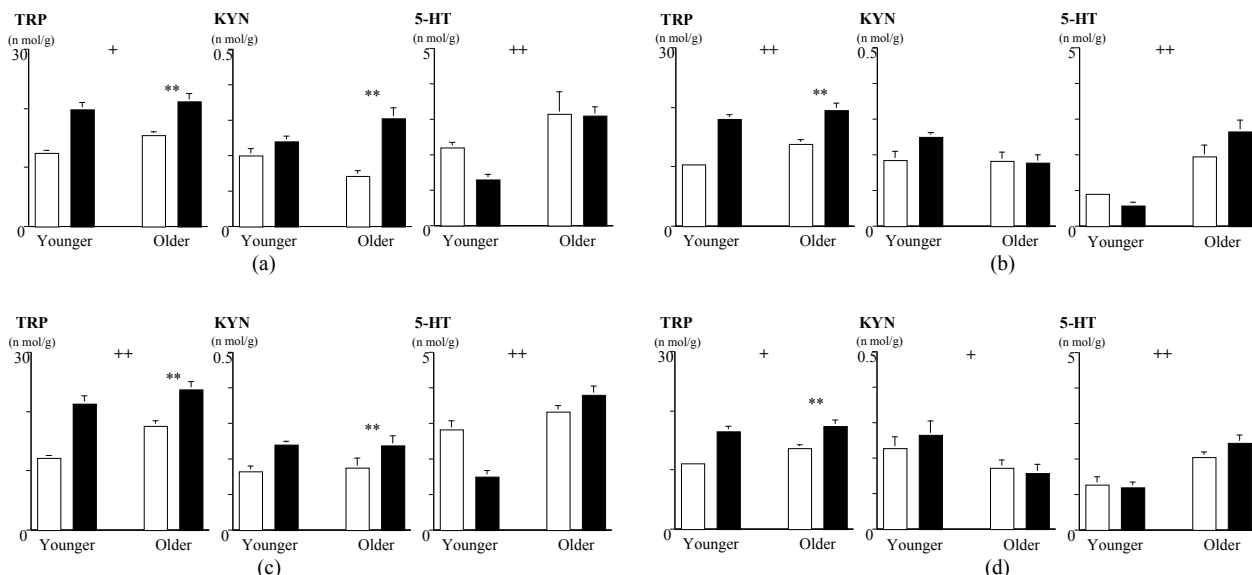 TRP KYN 5-HT
(n mol/g) (n mol/g) (n mol/g)
30 + 0.5 5 ++
** **
0 0 0
Younger Older Younger Older Younger Older
(a)
TRP KYN 5-HT
(n mol/g) (n mol/g) (n mol/g)
30 ++ 0.5 5 ++
**
0 0 0
Younger Older Younger Older Younger Older
(b)
TRP KYN 5-HT
(n mol/g) (n mol/g) (n mol/g)
30 ++ 0.5 5 ++
** **
0 0 0
Younger Older Younger Older Younger Older
(c)
TRP KYN 5-HT
(n mol/g) (n mol/g) (n mol/g)
30 + 0.5 + 5 ++
**
0 0 0
Younger Older Younger Older Younger Older
(d)